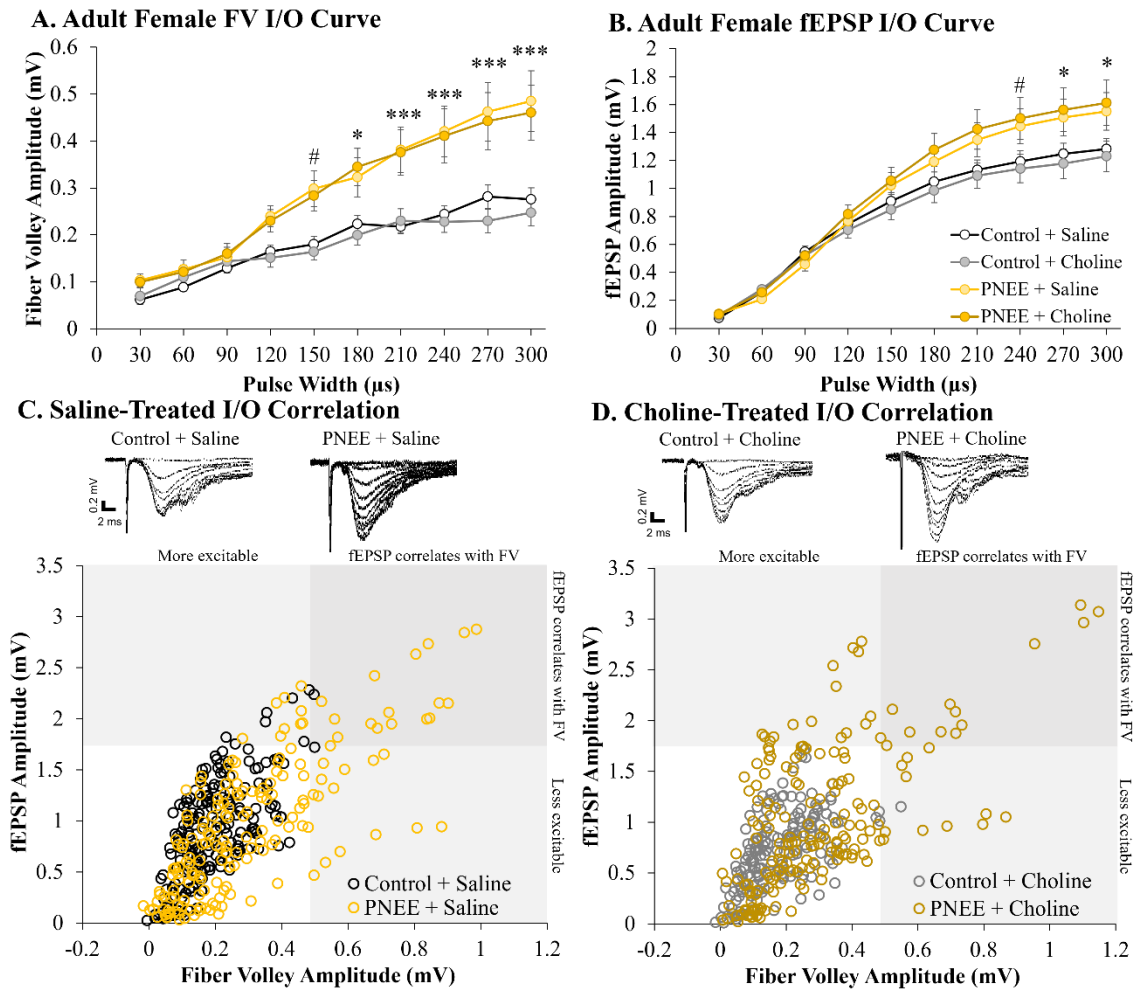 A. Adult Female FV I/O Curve
Fiber Volley Amplitude (mV)
0.6
0.5
0.4
0.3
0.2
0.1
0
# * *** *** *** ***
0 30 60 90 120 150 180 210 240 270 300
Pulse Width (µs)
B. Adult Female fEPSP I/O Curve
fEPSP Amplitude (mV)
2
1.8
1.6
1.4
1.2
1
0.8
0.6
0.4
0.2
0
# * *
Control + Saline
Control + Choline
PNEE + Saline
PNEE + Choline
0 30 60 90 120 150 180 210 240 270 300
Pulse Width (µs)
C. Saline-Treated I/O Correlation
Control + Saline
PNEE + Saline
0.2 mV
2 ms
More excitable
fEPSP correlates with FV
fEPSP correlates with FV
Less excitable
fEPSP Amplitude (mV)
3.5
3
2.5
2
1.5
1
0.5
0
Control + Saline
PNEE + Saline
-0.2 0 0.2 0.4 0.6 0.8 1 1.2
Fiber Volley Amplitude (mV)
D. Choline-Treated I/O Correlation
Control + Choline
PNEE + Choline
0.2 mV
2 ms
More excitable
fEPSP correlates with FV
fEPSP correlates with FV
Less excitable
fEPSP Amplitude (mV)
3.5
3
2.5
2
1.5
1
0.5
0
Control + Choline
PNEE + Choline
-0.2 0 0.2 0.4 0.6 0.8 1 1.2
Fiber Volley Amplitude (mV)